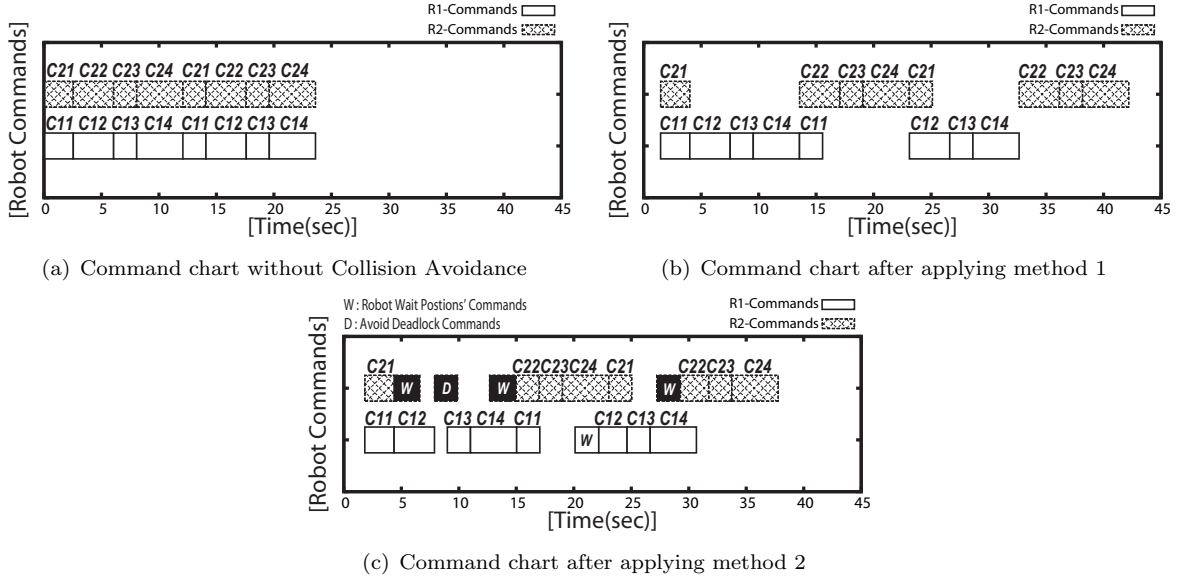 R1-Commands
R2-Commands
[Robot Commands]
C21 C22 C23 C24 C21 C22 C23 C24
C11 C12 C13 C14 C11 C12 C13 C14
0 5 10 15 20 25 30 35 40 45
[Time(sec)]
(a) Command chart without Collision Avoidance
R1-Commands
R2-Commands
[Robot Commands]
C21 C22 C23 C24 C21 C22 C23 C24
C11 C12 C13 C14 C11 C12 C13 C14
0 5 10 15 20 25 30 35 40 45
[Time(sec)]
(b) Command chart after applying method 1
W : Robot Wait Postions' Commands
D : Avoid Deadlock Commands
R1-Commands
R2-Commands
[Robot Commands]
C21 W D W C22 C23 C24 C21 W C22 C23 C24
C11 C12 C13 C14 C11 W C12 C13 C14
0 5 10 15 20 25 30 35 40 45
[Time(sec)]
(c) Command chart after applying method 2